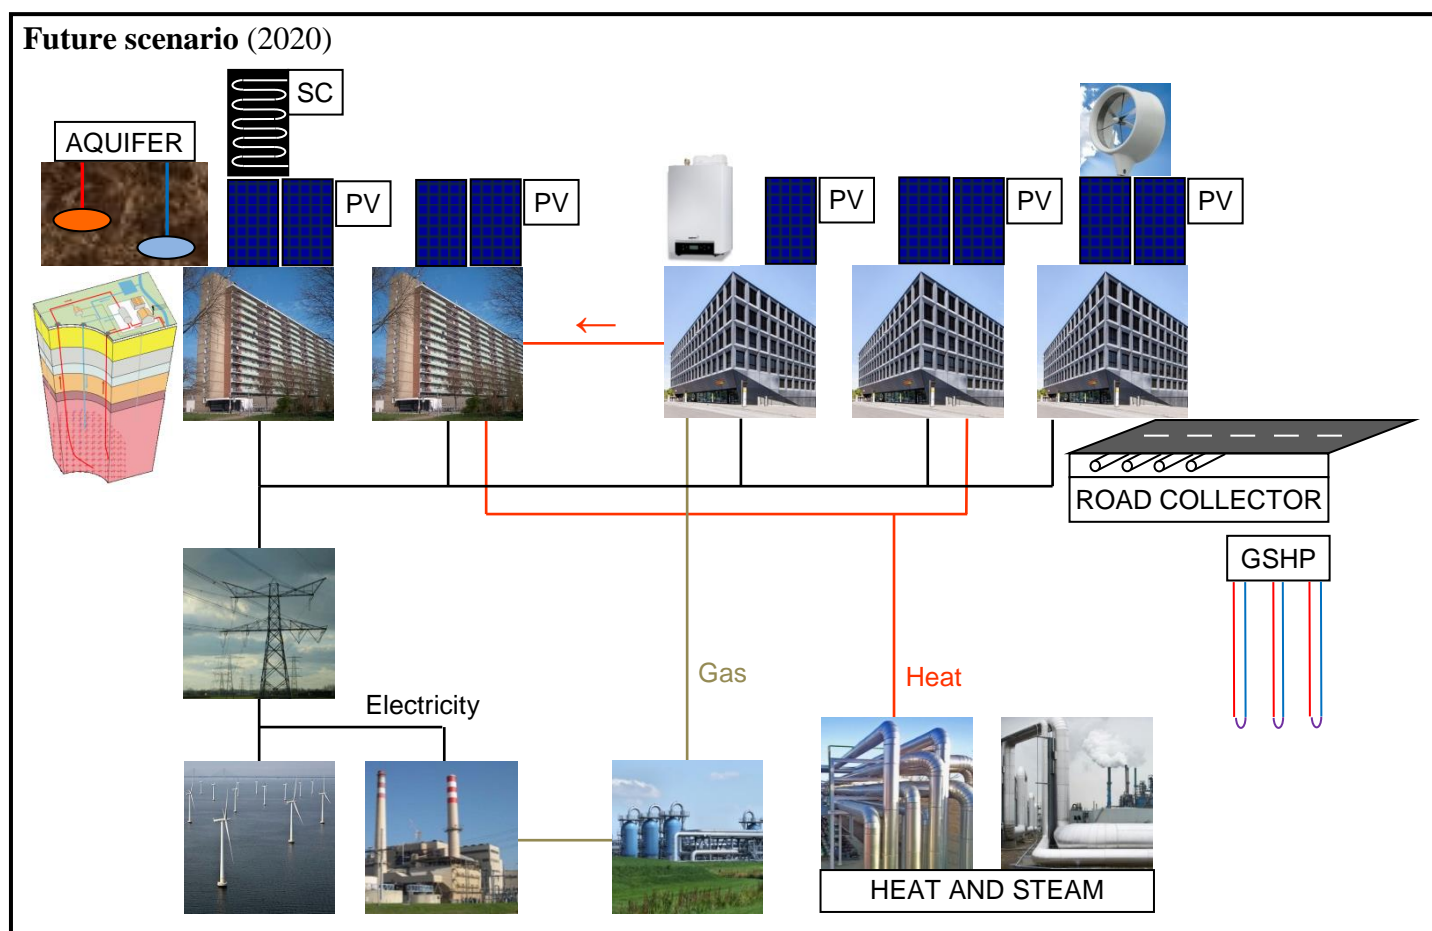 Future scenario (2020)
SC
AQUIFER
PV
PV
PV
PV
PV
ROAD COLLECTOR
GSHP
Gas
Heat
Electricity
HEAT AND STEAM